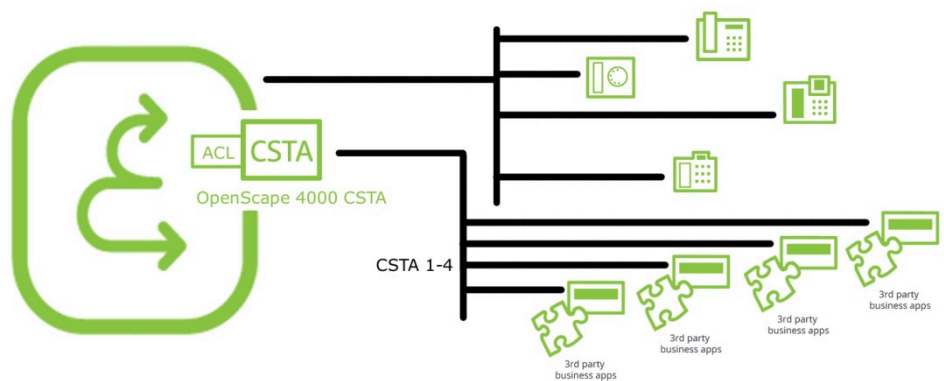 ACL
CSTA
OpenScape 4000 CSTA
CSTA 1-4
3rd party
business apps
3rd party
business apps
3rd party
business apps
3rd party
business apps